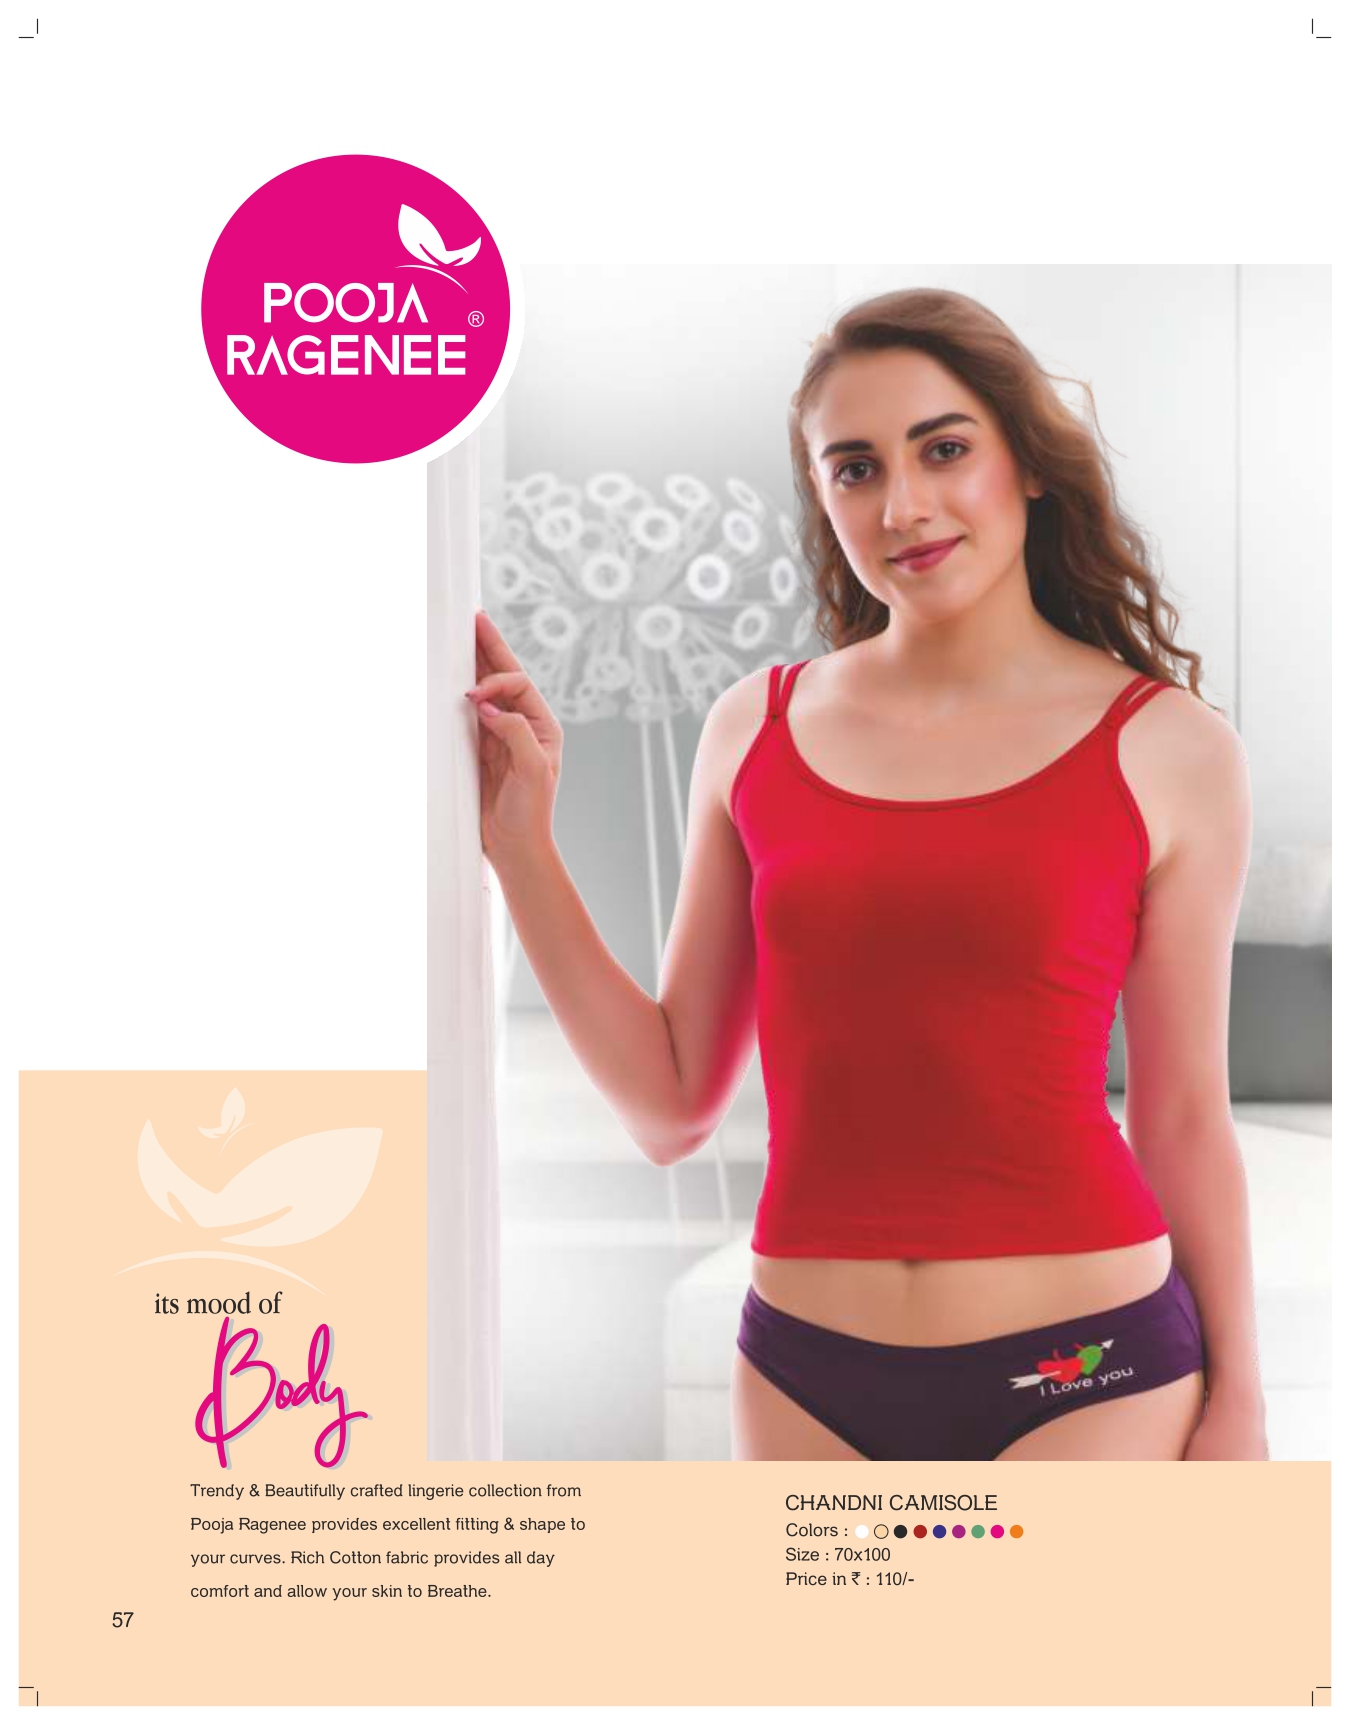 POOJA
RAGENEE ®
I Love you
its mood of
Body
Trendy & Beautifully crafted lingerie collection from
Pooja Ragenee provides excellent fitting & shape to
your curves. Rich Cotton fabric provides all day
comfort and allow your skin to Breathe.
CHANDNI CAMISOLE
Colors :
Size : 70x100
Price in ₹ : 110/-
57